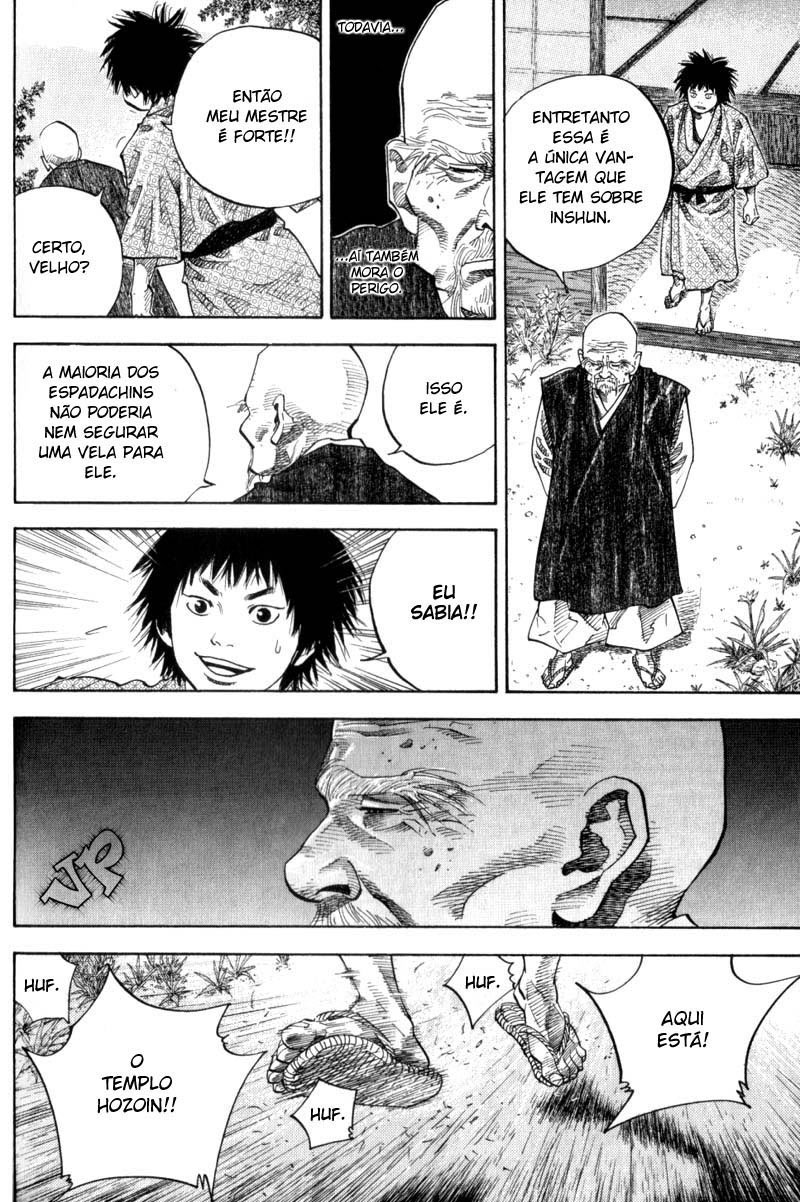 ENTRETANTO
ESSA É
A ÚNICA VAN-
TAGEM QUE
ELE TEM SOBRE
INSHUN.
TODAVIA...
...AÍ TAMBÉM
MORA O
PERIGO.
ENTÃO
MEU MESTRE
É FORTE!!
CERTO,
VELHO?
ISSO
ELE É.
A MAIORIA DOS
ESPADACHINS
NÃO PODERIA
NEM SEGURAR
UMA VELA PARA
ELE.
EU
SABIA!!
VP
AQUI
ESTÁ!
HUF.
HUF.
O
TEMPLO
HOZOIN!!
HUF.